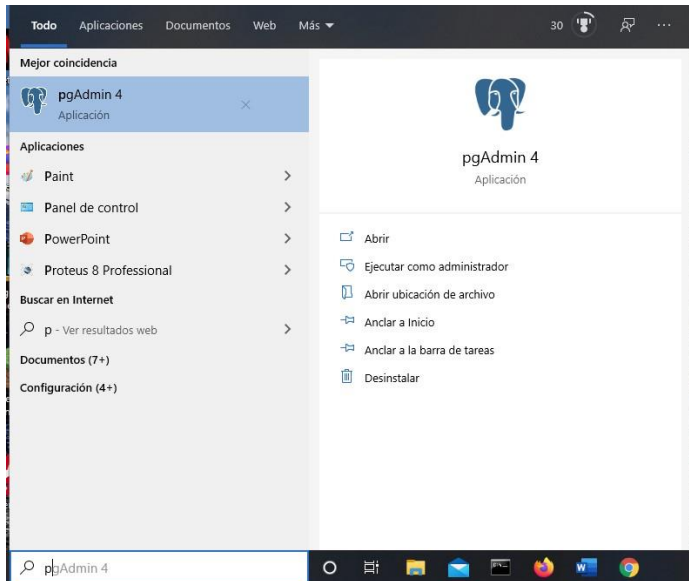 Todo Aplicaciones Documentos Web Más 30 ...
Mejor coincidencia
pgAdmin 4
Aplicación
Aplicaciones
Paint
Panel de control
PowerPoint
Proteus 8 Professional
Buscar en Internet
p - Ver resultados web
Documentos (7+)
Configuración (4+)
pgAdmin 4
Aplicación
Abrir
Ejecutar como administrador
Abrir ubicación de archivo
Anclar a Inicio
Anclar a la barra de tareas
Desinstalar
pgAdmin 4